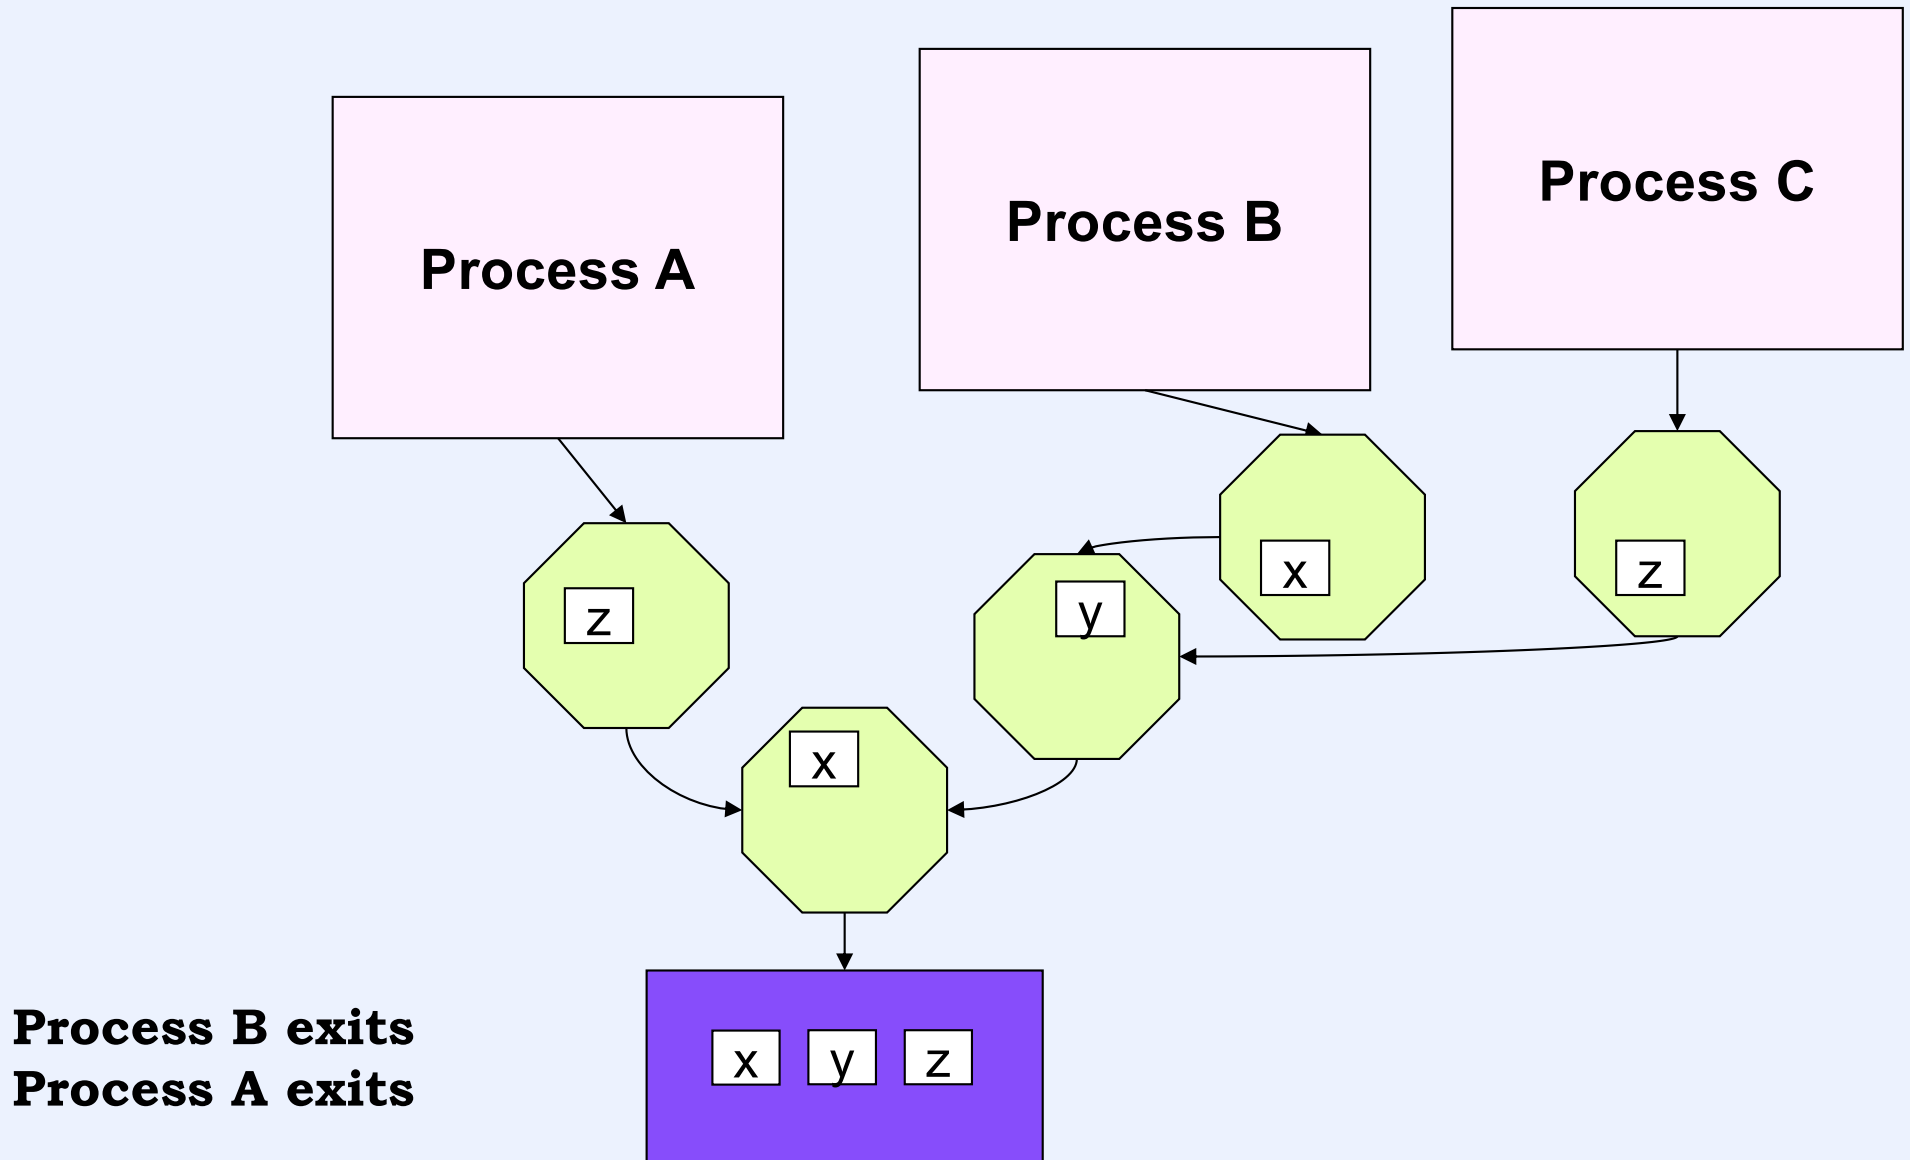 Process A
Process B
Process C
z
x
z
y
x
x y z
Process B exits
Process A exits